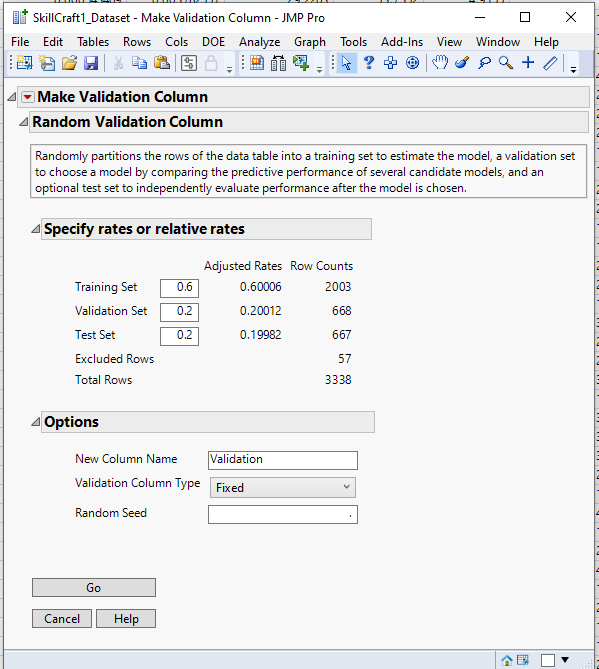 SkillCraft1_Dataset - Make Validation Column - JMP Pro
File Edit Tables Rows Cols DOE Analyze Graph Tools Add-Ins View Window Help
Make Validation Column
Random Validation Column
Randomly partitions the rows of the data table into a training set to estimate the model, a validation set
to choose a model by comparing the predictive performance of several candidate models, and an
optional test set to independently evaluate performance after the model is chosen.
Specify rates or relative rates
Adjusted Rates Row Counts
Training Set 0.6 0.60006 2003
Validation Set 0.2 0.20012 668
Test Set 0.2 0.19982 667
Excluded Rows 57
Total Rows 3338
Options
New Column Name Validation
Validation Column Type Fixed
Random Seed .
Go
Cancel Help